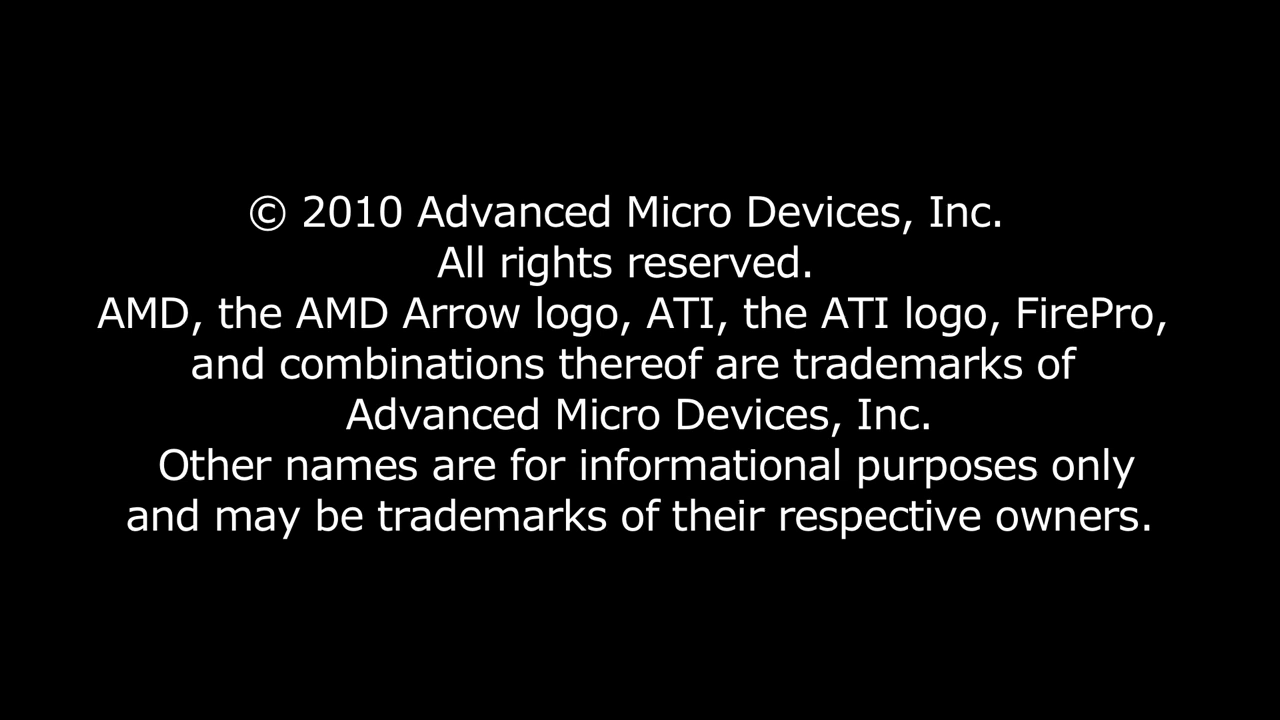 © 2010 Advanced Micro Devices, Inc.
All rights reserved.
AMD, the AMD Arrow logo, ATI, the ATI logo, FirePro,
and combinations thereof are trademarks of
Advanced Micro Devices, Inc.
Other names are for informational purposes only
and may be trademarks of their respective owners.